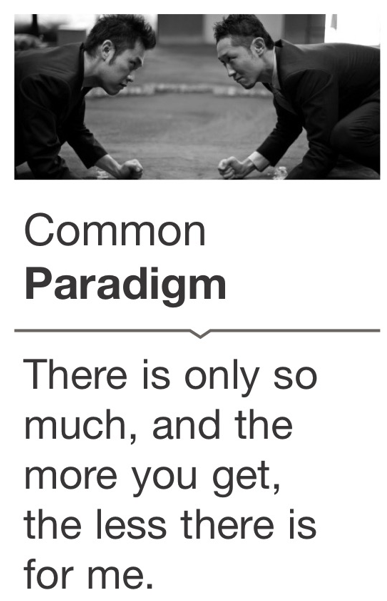 Common
Paradigm
There is only so
much, and the
more you get,
the less there is
for me.